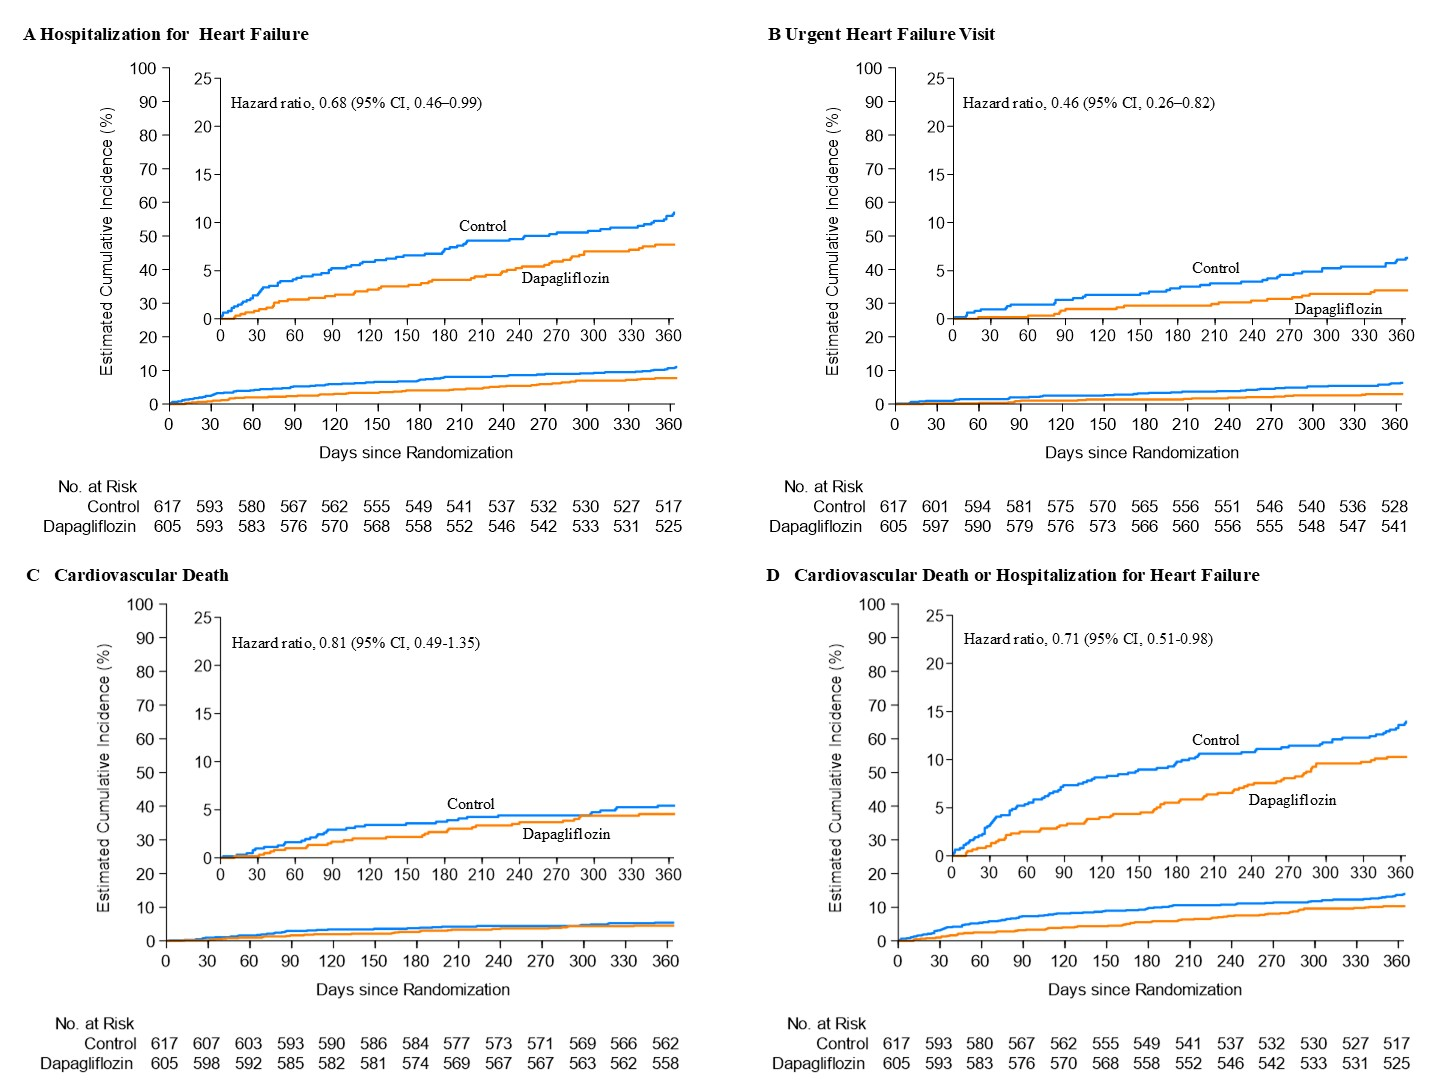 A Hospitalization for Heart Failure
Estimated Cumulative Incidence (%)
100
90
80
70
60
50
40
30
20
10
0
25
20
15
10
5
0
Hazard ratio, 0.68 (95% CI, 0.46–0.99)
Control
Dapagliflozin
0 30 60 90 120 150 180 210 240 270 300 330 360
0 30 60 90 120 150 180 210 240 270 300 330 360
Days since Randomization
No. at Risk
Control 617 593 580 567 562 555 549 541 537 532 530 527 517
Dapagliflozin 605 593 583 576 570 568 558 552 546 542 533 531 525
B Urgent Heart Failure Visit
Estimated Cumulative Incidence (%)
100
90
80
70
60
50
40
30
20
10
0
25
20
15
10
5
0
Hazard ratio, 0.46 (95% CI, 0.26–0.82)
Control
Dapagliflozin
0 30 60 90 120 150 180 210 240 270 300 330 360
0 30 60 90 120 150 180 210 240 270 300 330 360
Days since Randomization
No. at Risk
Control 617 601 594 581 575 570 565 556 551 546 540 536 528
Dapagliflozin 605 597 590 579 576 573 566 560 556 555 548 547 541
C Cardiovascular Death
Estimated Cumulative Incidence (%)
100
90
80
70
60
50
40
30
20
10
0
25
20
15
10
5
0
Hazard ratio, 0.81 (95% CI, 0.49-1.35)
Control
Dapagliflozin
0 30 60 90 120 150 180 210 240 270 300 330 360
0 30 60 90 120 150 180 210 240 270 300 330 360
Days since Randomization
No. at Risk
Control 617 607 603 593 590 586 584 577 573 571 569 566 562
Dapagliflozin 605 598 592 585 582 581 574 569 567 567 563 562 558
D Cardiovascular Death or Hospitalization for Heart Failure
Estimated Cumulative Incidence (%)
100
90
80
70
60
50
40
30
20
10
0
25
20
15
10
5
0
Hazard ratio, 0.71 (95% CI, 0.51-0.98)
Control
Dapagliflozin
0 30 60 90 120 150 180 210 240 270 300 330 360
0 30 60 90 120 150 180 210 240 270 300 330 360
Days since Randomization
No. at Risk
Control 617 593 580 567 562 555 549 541 537 532 530 527 517
Dapagliflozin 605 593 583 576 570 568 558 552 546 542 533 531 525